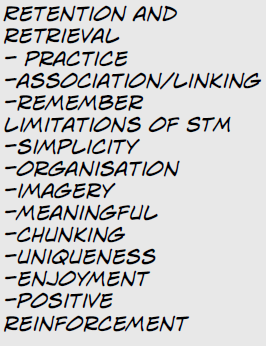 RETENTION AND
RETRIEVAL
- PRACTICE
-ASSOCIATION/LINKING
-REMEMBER
LIMITATIONS OF STM
-SIMPLICITY
-ORGANISATION
-IMAGERY
-MEANINGFUL
-CHUNKING
-UNIQUENESS
-ENJOYMENT
-POSITIVE
REINFORCEMENT